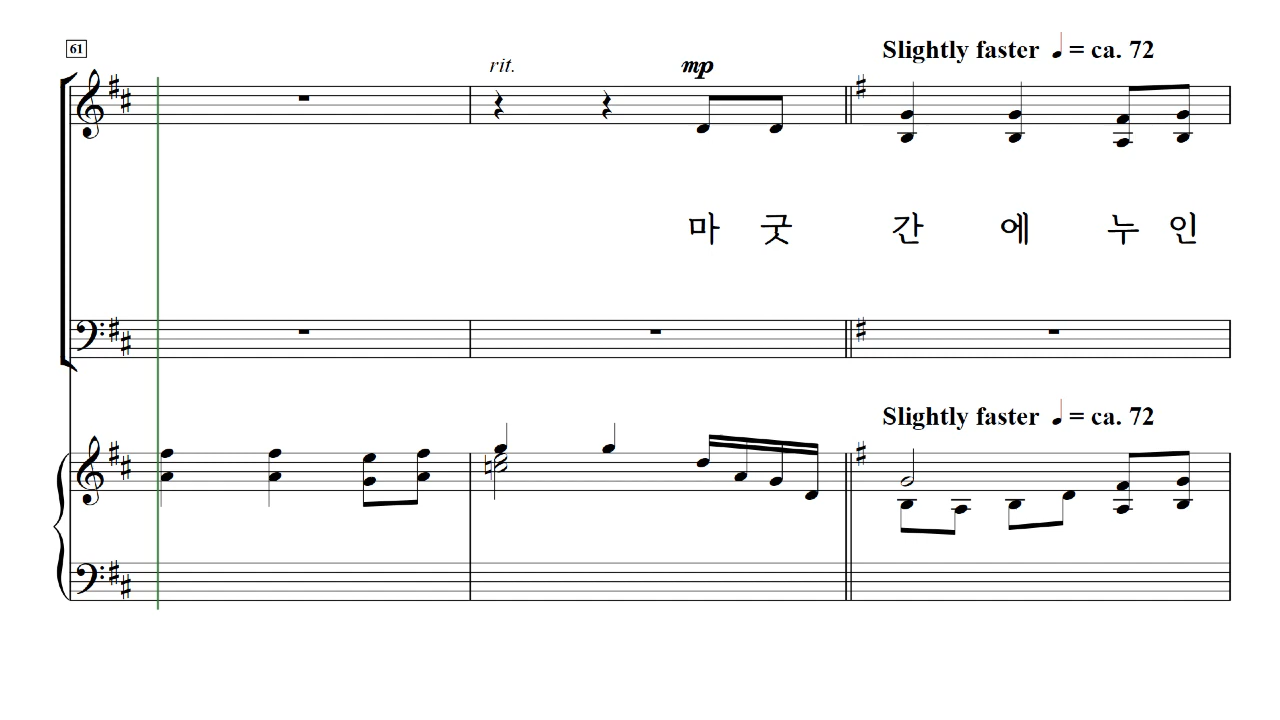 61
Slightly faster ♩ = ca. 72
rit.
mp
마 굿 간 에 누 인
Slightly faster ♩ = ca. 72